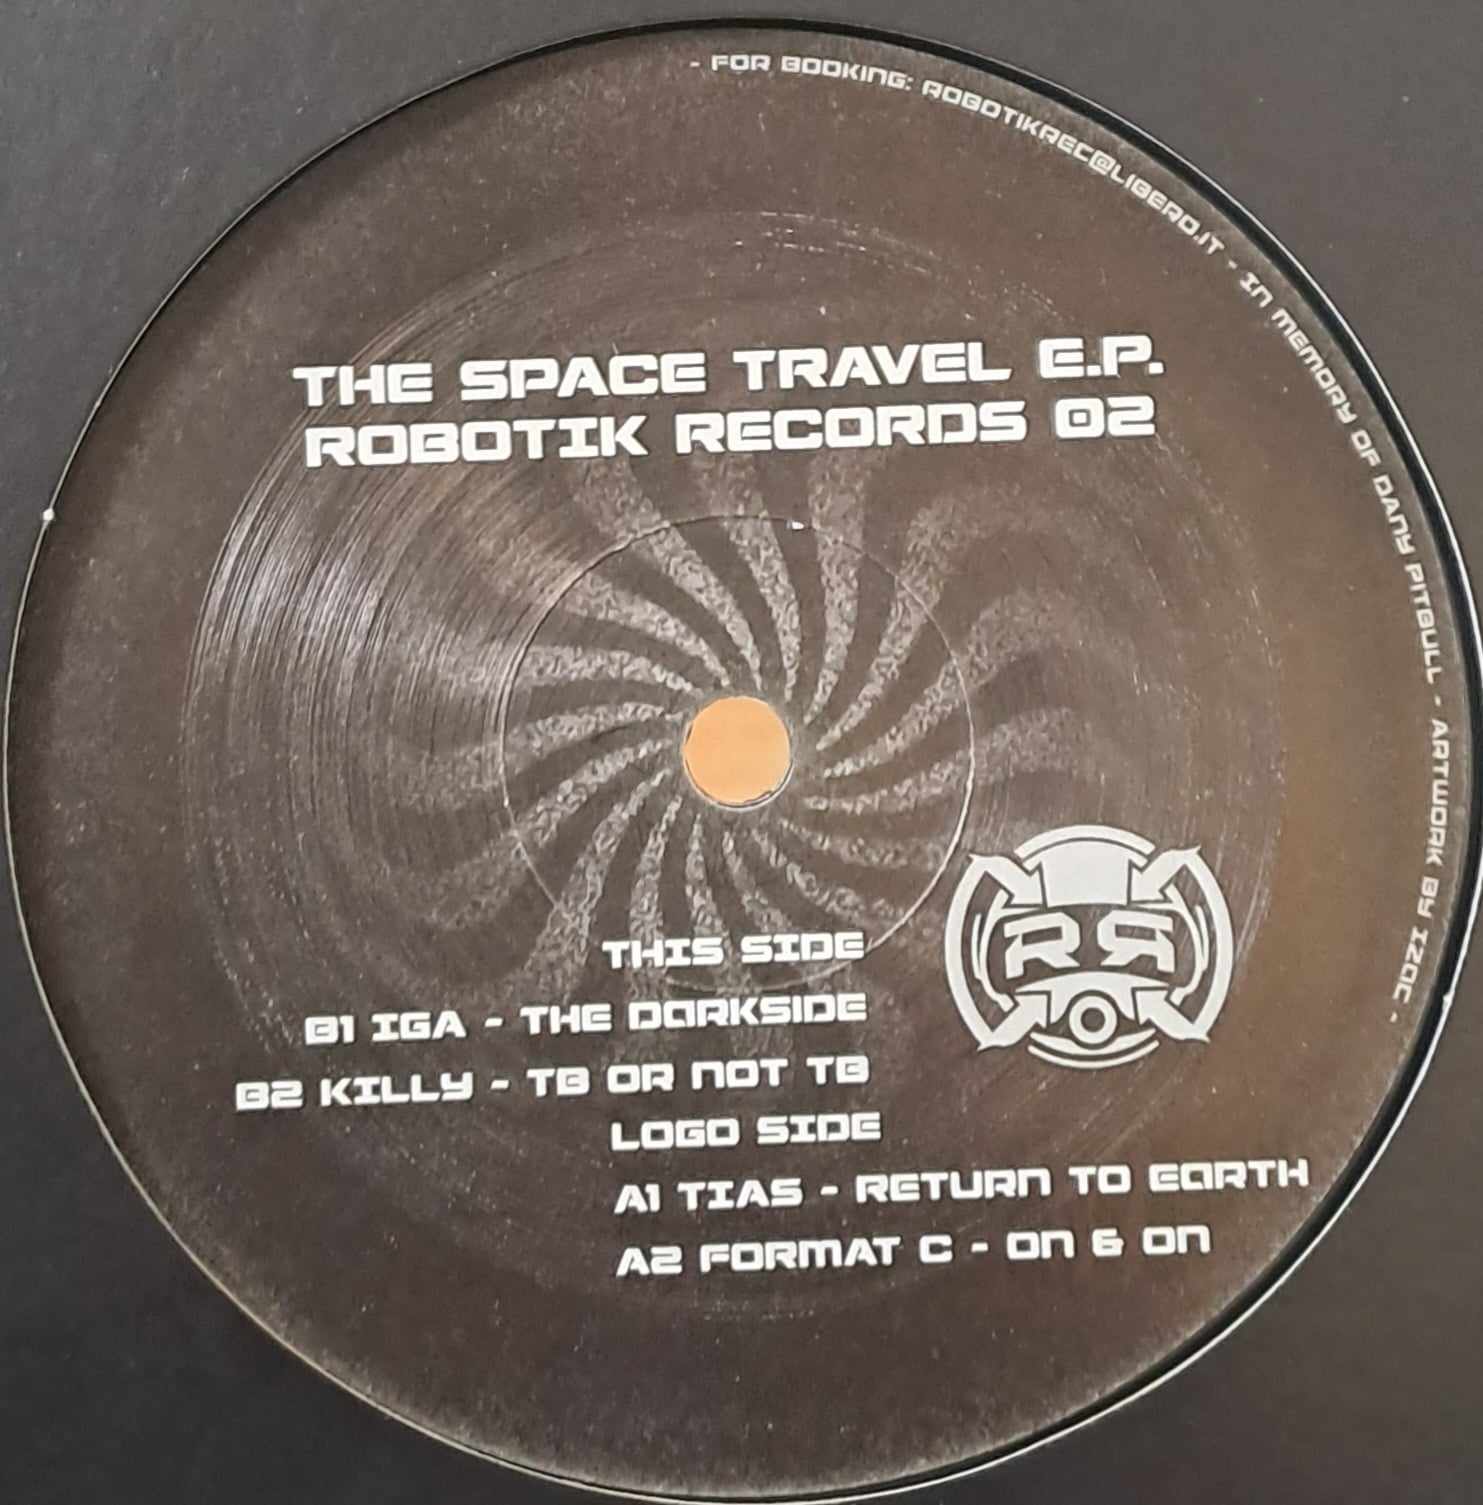 - FOR BOOKING: ROBOTIKREC@LIBERO.IT - IN MEMORY OF DANY PITBULL - ARTWORK BY IZOC -
THE SPACE TRAVEL E.P.
ROBOTIK RECORDS 02
RR
THIS SIDE
B1 IGA - THE DARKSIDE
B2 KILLY - TB OR NOT TB
LOGO SIDE
A1 TIAS - RETURN TO EARTH
A2 FORMAT C - ON & ON